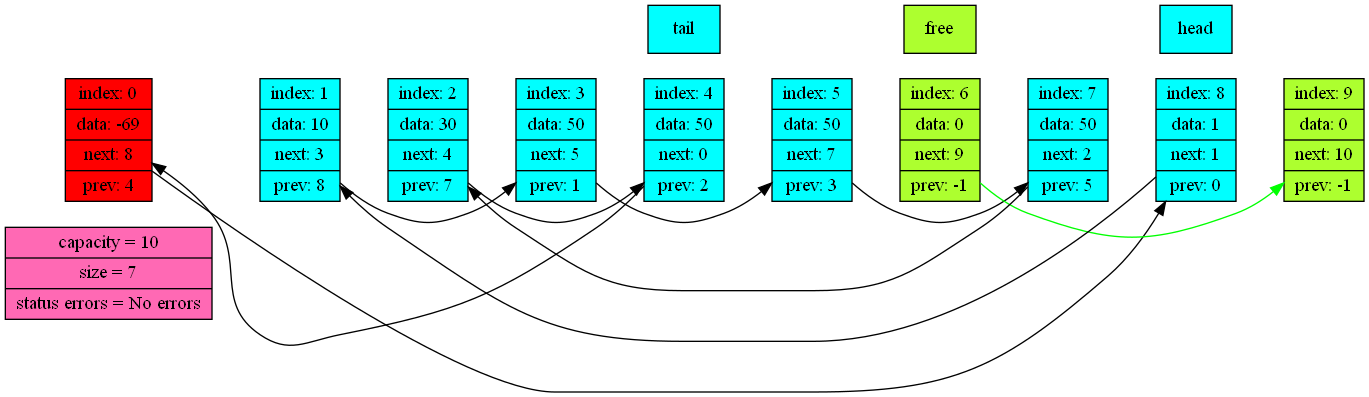 tail
free
head
index: 0
data: -69
next: 8
prev: 4
index: 1
data: 10
next: 3
prev: 8
index: 2
data: 30
next: 4
prev: 7
index: 3
data: 50
next: 5
prev: 1
index: 4
data: 50
next: 0
prev: 2
index: 5
data: 50
next: 7
prev: 3
index: 6
data: 0
next: 9
prev: -1
index: 7
data: 50
next: 2
prev: 5
index: 8
data: 1
next: 1
prev: 0
index: 9
data: 0
next: 10
prev: -1
capacity = 10
size = 7
status errors = No errors